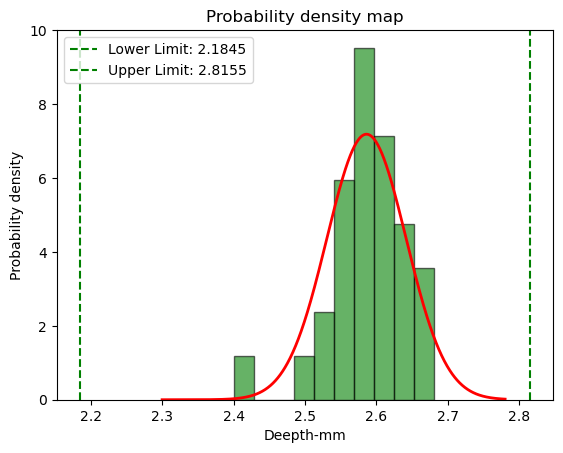 Probability density map
Lower Limit: 2.1845
Upper Limit: 2.8155
Probability density
10
8
6
4
2
0
2.2 2.3 2.4 2.5 2.6 2.7 2.8
Deepth-mm